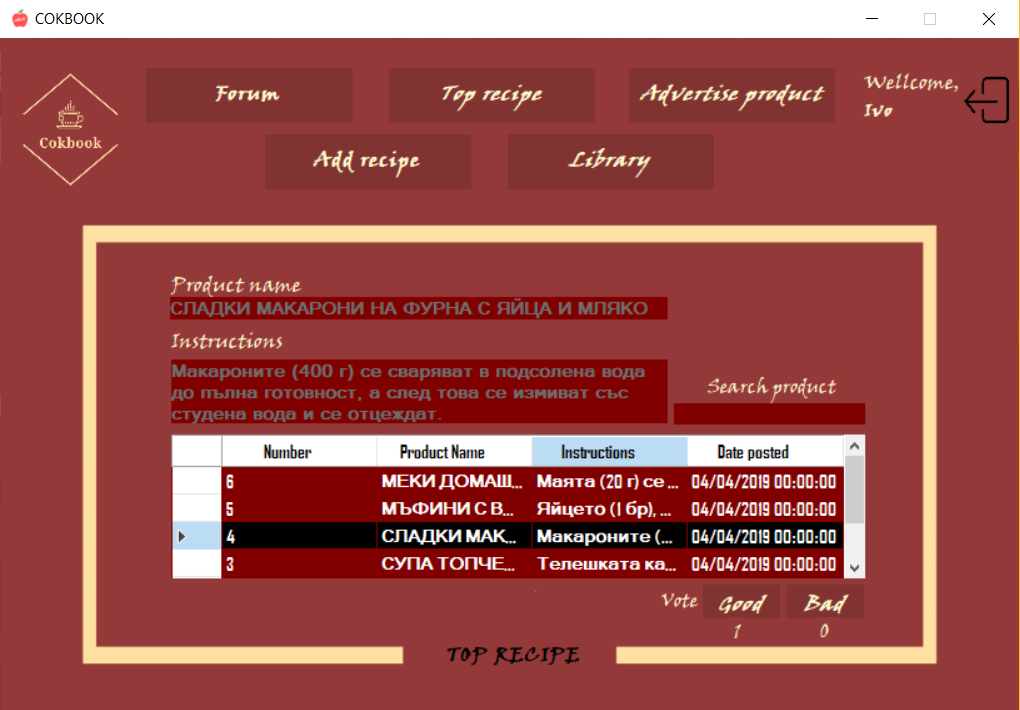 COKBOOK
Forum
Top recipe
Advertise product
Wellcome,
Ivo
Cokbook
Add recipe
Library
Product name
СЛАДКИ МАКАРОНИ НА ФУРНА С ЯЙЦА И МЛЯКО
Instructions
Макароните (400 г) се сваряват в подсолена вода
до пълна готовност, а след това се измиват със
студена вода и се отцеждат.
Search product
Number Product Name Instructions Date posted
6 МЕКИ ДОМАШ... Маята (20 г) се ... 04/04/2019 00:00:00
5 МЪФИНИ С В... Яйцето (1 бр), ... 04/04/2019 00:00:00
4 СЛАДКИ МАК... Макароните (... 04/04/2019 00:00:00
3 СУПА ТОПЧЕ... Телешката ка... 04/04/2019 00:00:00
Vote Good Bad
1 0
TOP RECIPE